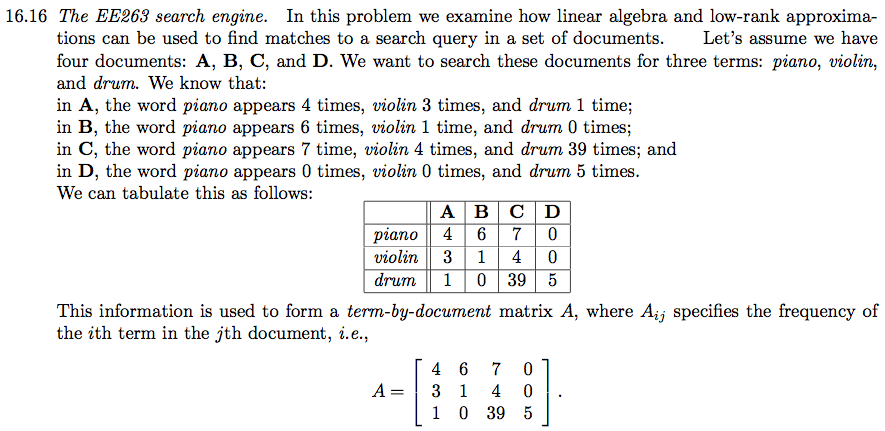 16.16 The EE263 search engine. In this problem we examine how linear algebra and low-rank approxima-
tions can be used to find matches to a search query in a set of documents. Let's assume we have
four documents: A, B, C, and D. We want to search these documents for three terms: piano, violin,
and drum. We know that:
in A, the word piano appears 4 times, violin 3 times, and drum 1 time;
in B, the word piano appears 6 times, violin 1 time, and drum 0 times;
in C, the word piano appears 7 time, violin 4 times, and drum 39 times; and
in D, the word piano appears 0 times, violin 0 times, and drum 5 times.
We can tabulate this as follows:
A B C D
piano 4 6 7 0
violin 3 1 4 0
drum 1 0 39 5
This information is used to form a term-by-document matrix A, where Aij specifies the frequency of
the ith term in the jth document, i.e.,
4 6 7 0
A = 3 1 4 0 .
1 0 39 5